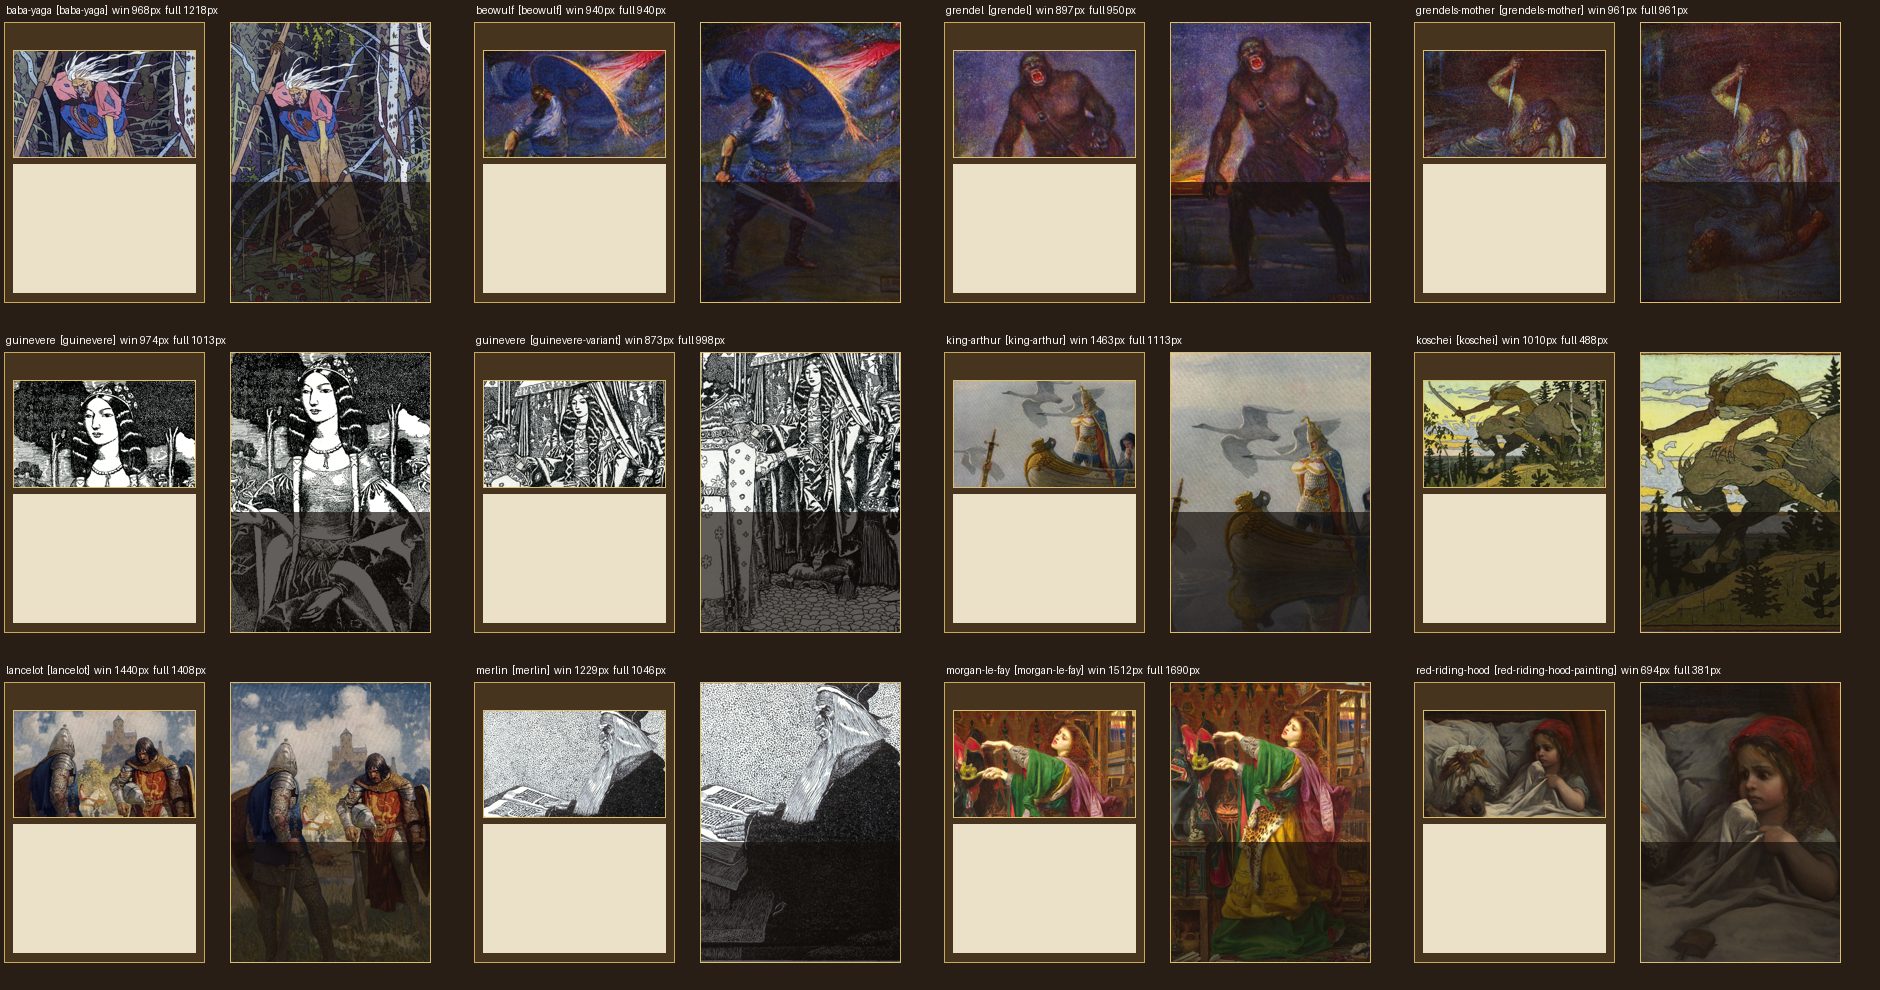 baba-yaga [baba-yaga] win 968px full 1218px
beowulf [beowulf] win 940px full 940px
grendel [grendel] win 897px full 950px
grendels-mother [grendels-mother] win 961px full 961px
guinevere [guinevere] win 974px full 1013px
guinevere [guinevere-variant] win 873px full 998px
king-arthur [king-arthur] win 1463px full 1113px
koschei [koschei] win 1010px full 488px
lancelot [lancelot] win 1440px full 1408px
merlin [merlin] win 1229px full 1046px
morgan-le-fay [morgan-le-fay] win 1512px full 1690px
red-riding-hood [red-riding-hood-painting] win 694px full 381px